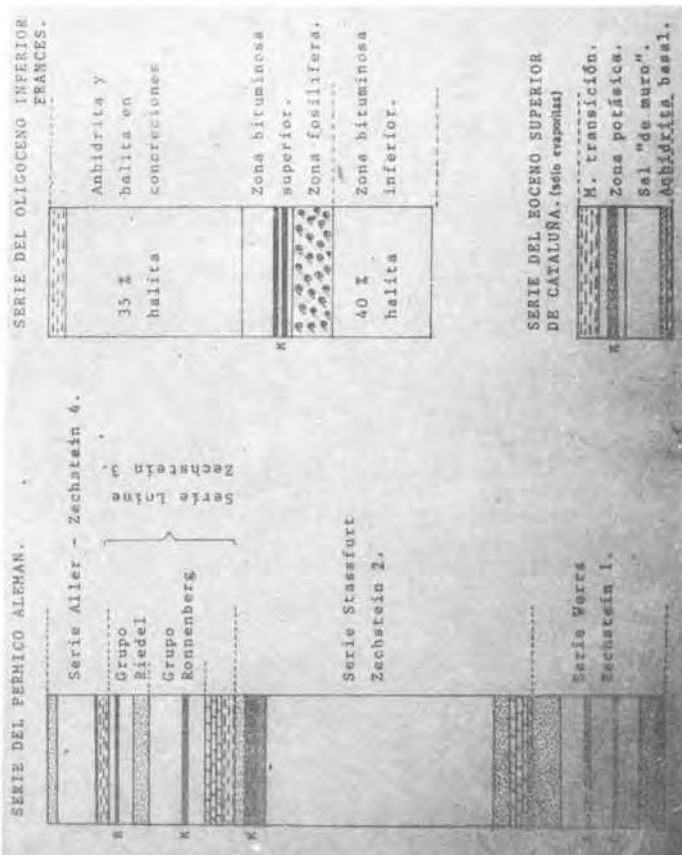 SERIE DEL PERMICO ALEMAN.
Serie Aller - Zechstein 4.
Grupo
Riedel
Grupo
Ronnenberg
Serie Leine
Zechstein 3.
Serie Stassfurt
Zechstein 2.
Serie Werra
Zechstein 1.
K
K
K
SERIE DEL OLIGOCENO INFERIOR
FRANCES.
Anhidrita y
halita en
concreciones
Zona bituminosa
superior.
Zona fosilífera.
Zona bituminosa
inferior.
35 %
halita
40 %
halita
K
SERIE DEL EOCENO SUPERIOR
DE CATALUÑA. (sólo evaporitas)
M. transición.
Zona potásica.
Sal "de muro".
Anhidrita basal.
K